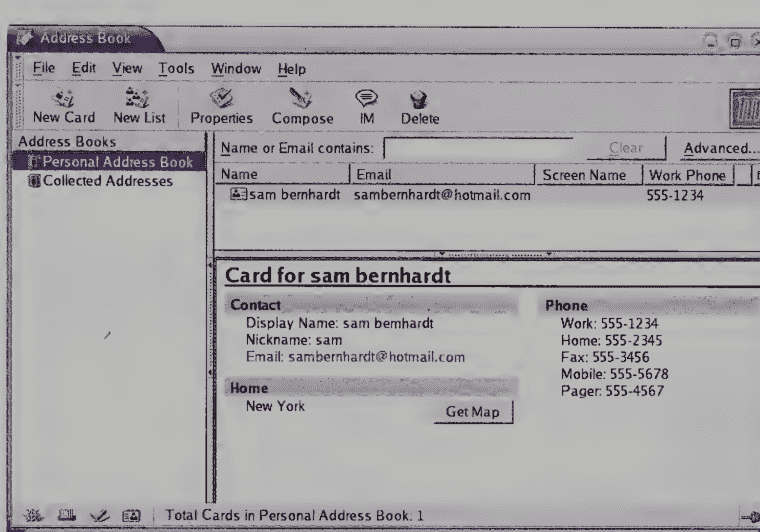 Address Book
File Edit View Tools Window Help
New Card New List Properties Compose IM Delete
Address Books
Personal Address Book
Collected Addresses
Name or Email contains: Clear Advanced...
Name Email Screen Name Work Phone
sam bernhardt sambernhardt@hotmail.com 555-1234
Card for sam bernhardt
Contact
Display Name: sam bernhardt
Nickname: sam
Email: sambernhardt@hotmail.com
Home
New York
Get Map
Phone
Work: 555-1234
Home: 555-2345
Fax: 555-3456
Mobile: 555-5678
Pager: 555-4567
Total Cards in Personal Address Book: 1